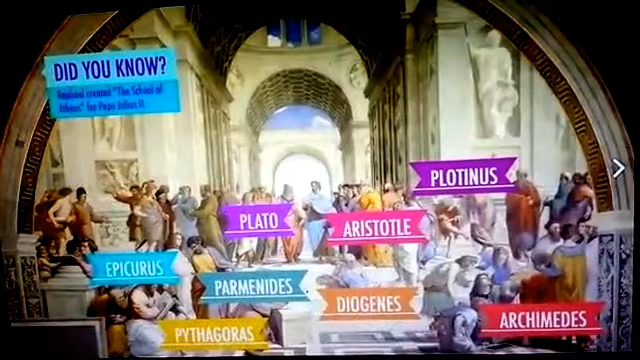 DID YOU KNOW?
Raphael created "The School of
Athens" for Pope Julius II.
PLOTINUS
PLATO
ARISTOTLE
EPICURUS
PARMENIDES
DIOGENES
PYTHAGORAS
ARCHIMEDES